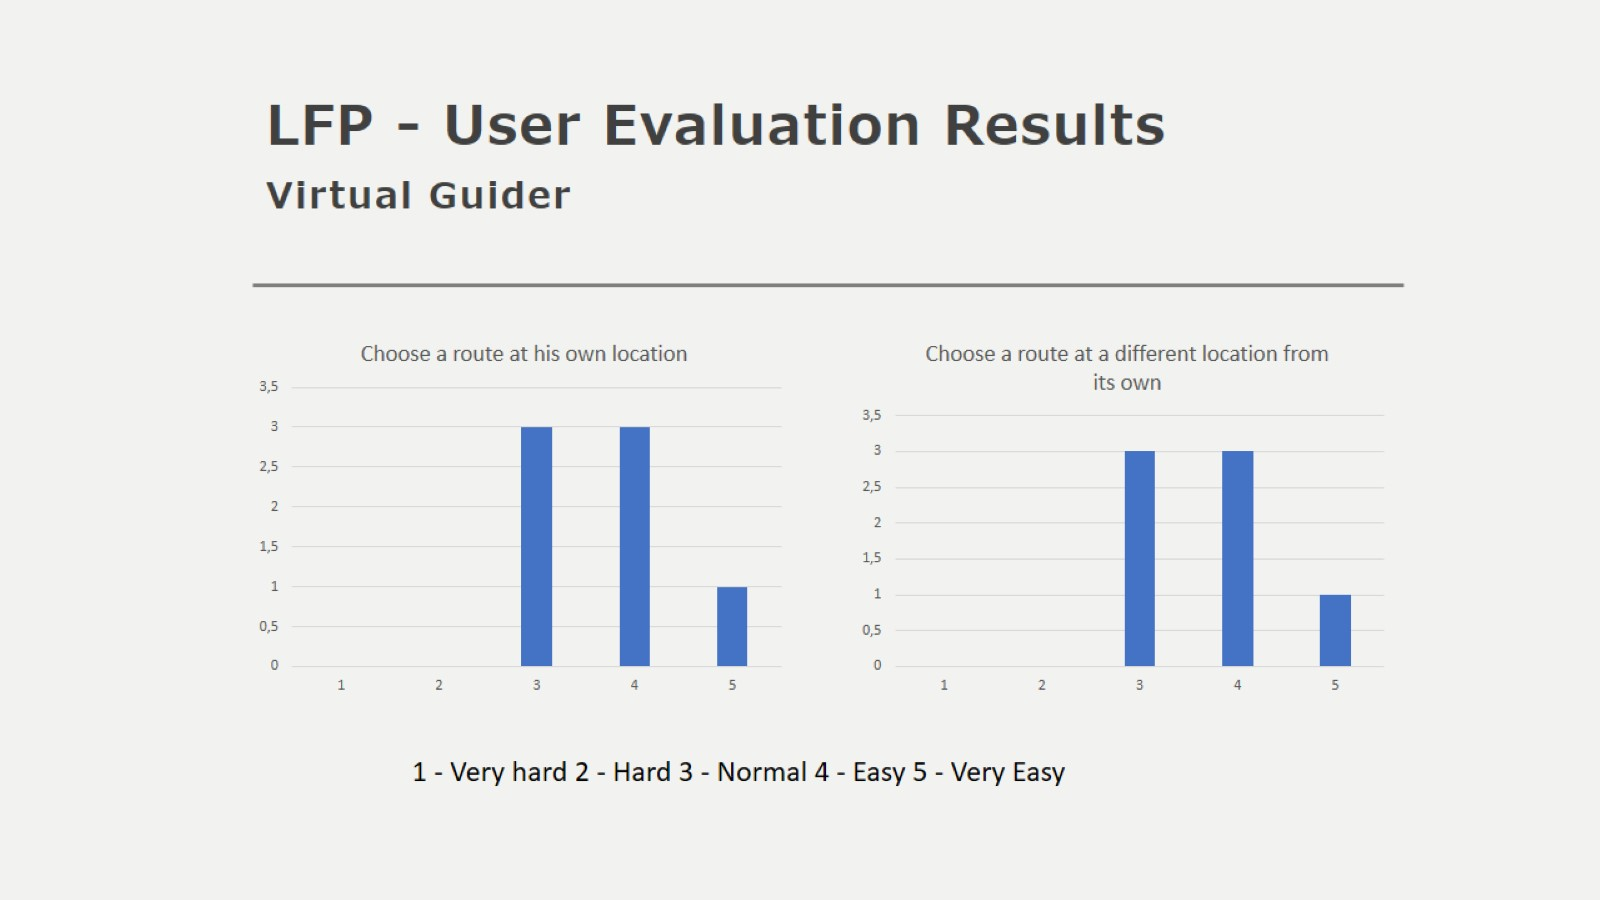 LFP - User Evaluation Results
Virtual Guider
Choose a route at his own location
3,5
3
2,5
2
1,5
1
0,5
0
1 2 3 4 5
Choose a route at a different location from
its own
3,5
3
2,5
2
1,5
1
0,5
0
1 2 3 4 5
1 - Very hard 2 - Hard 3 - Normal 4 - Easy 5 - Very Easy